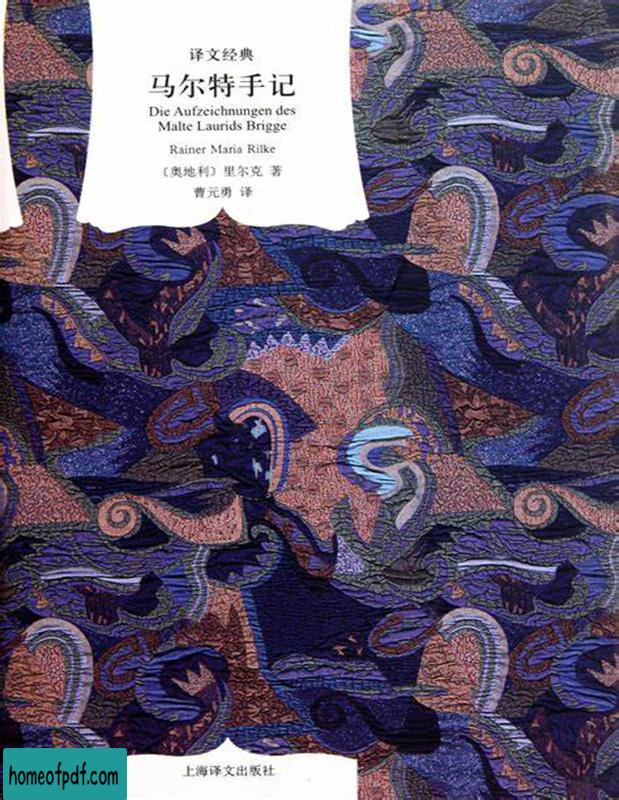 译文经典
马尔特手记
Die Aufzeichnungen des
Malte Laurids Brigge
Rainer Maria Rilke
〔奥地利〕里尔克 著
曹元勇 译
上海译文出版社
homeofpdf.com